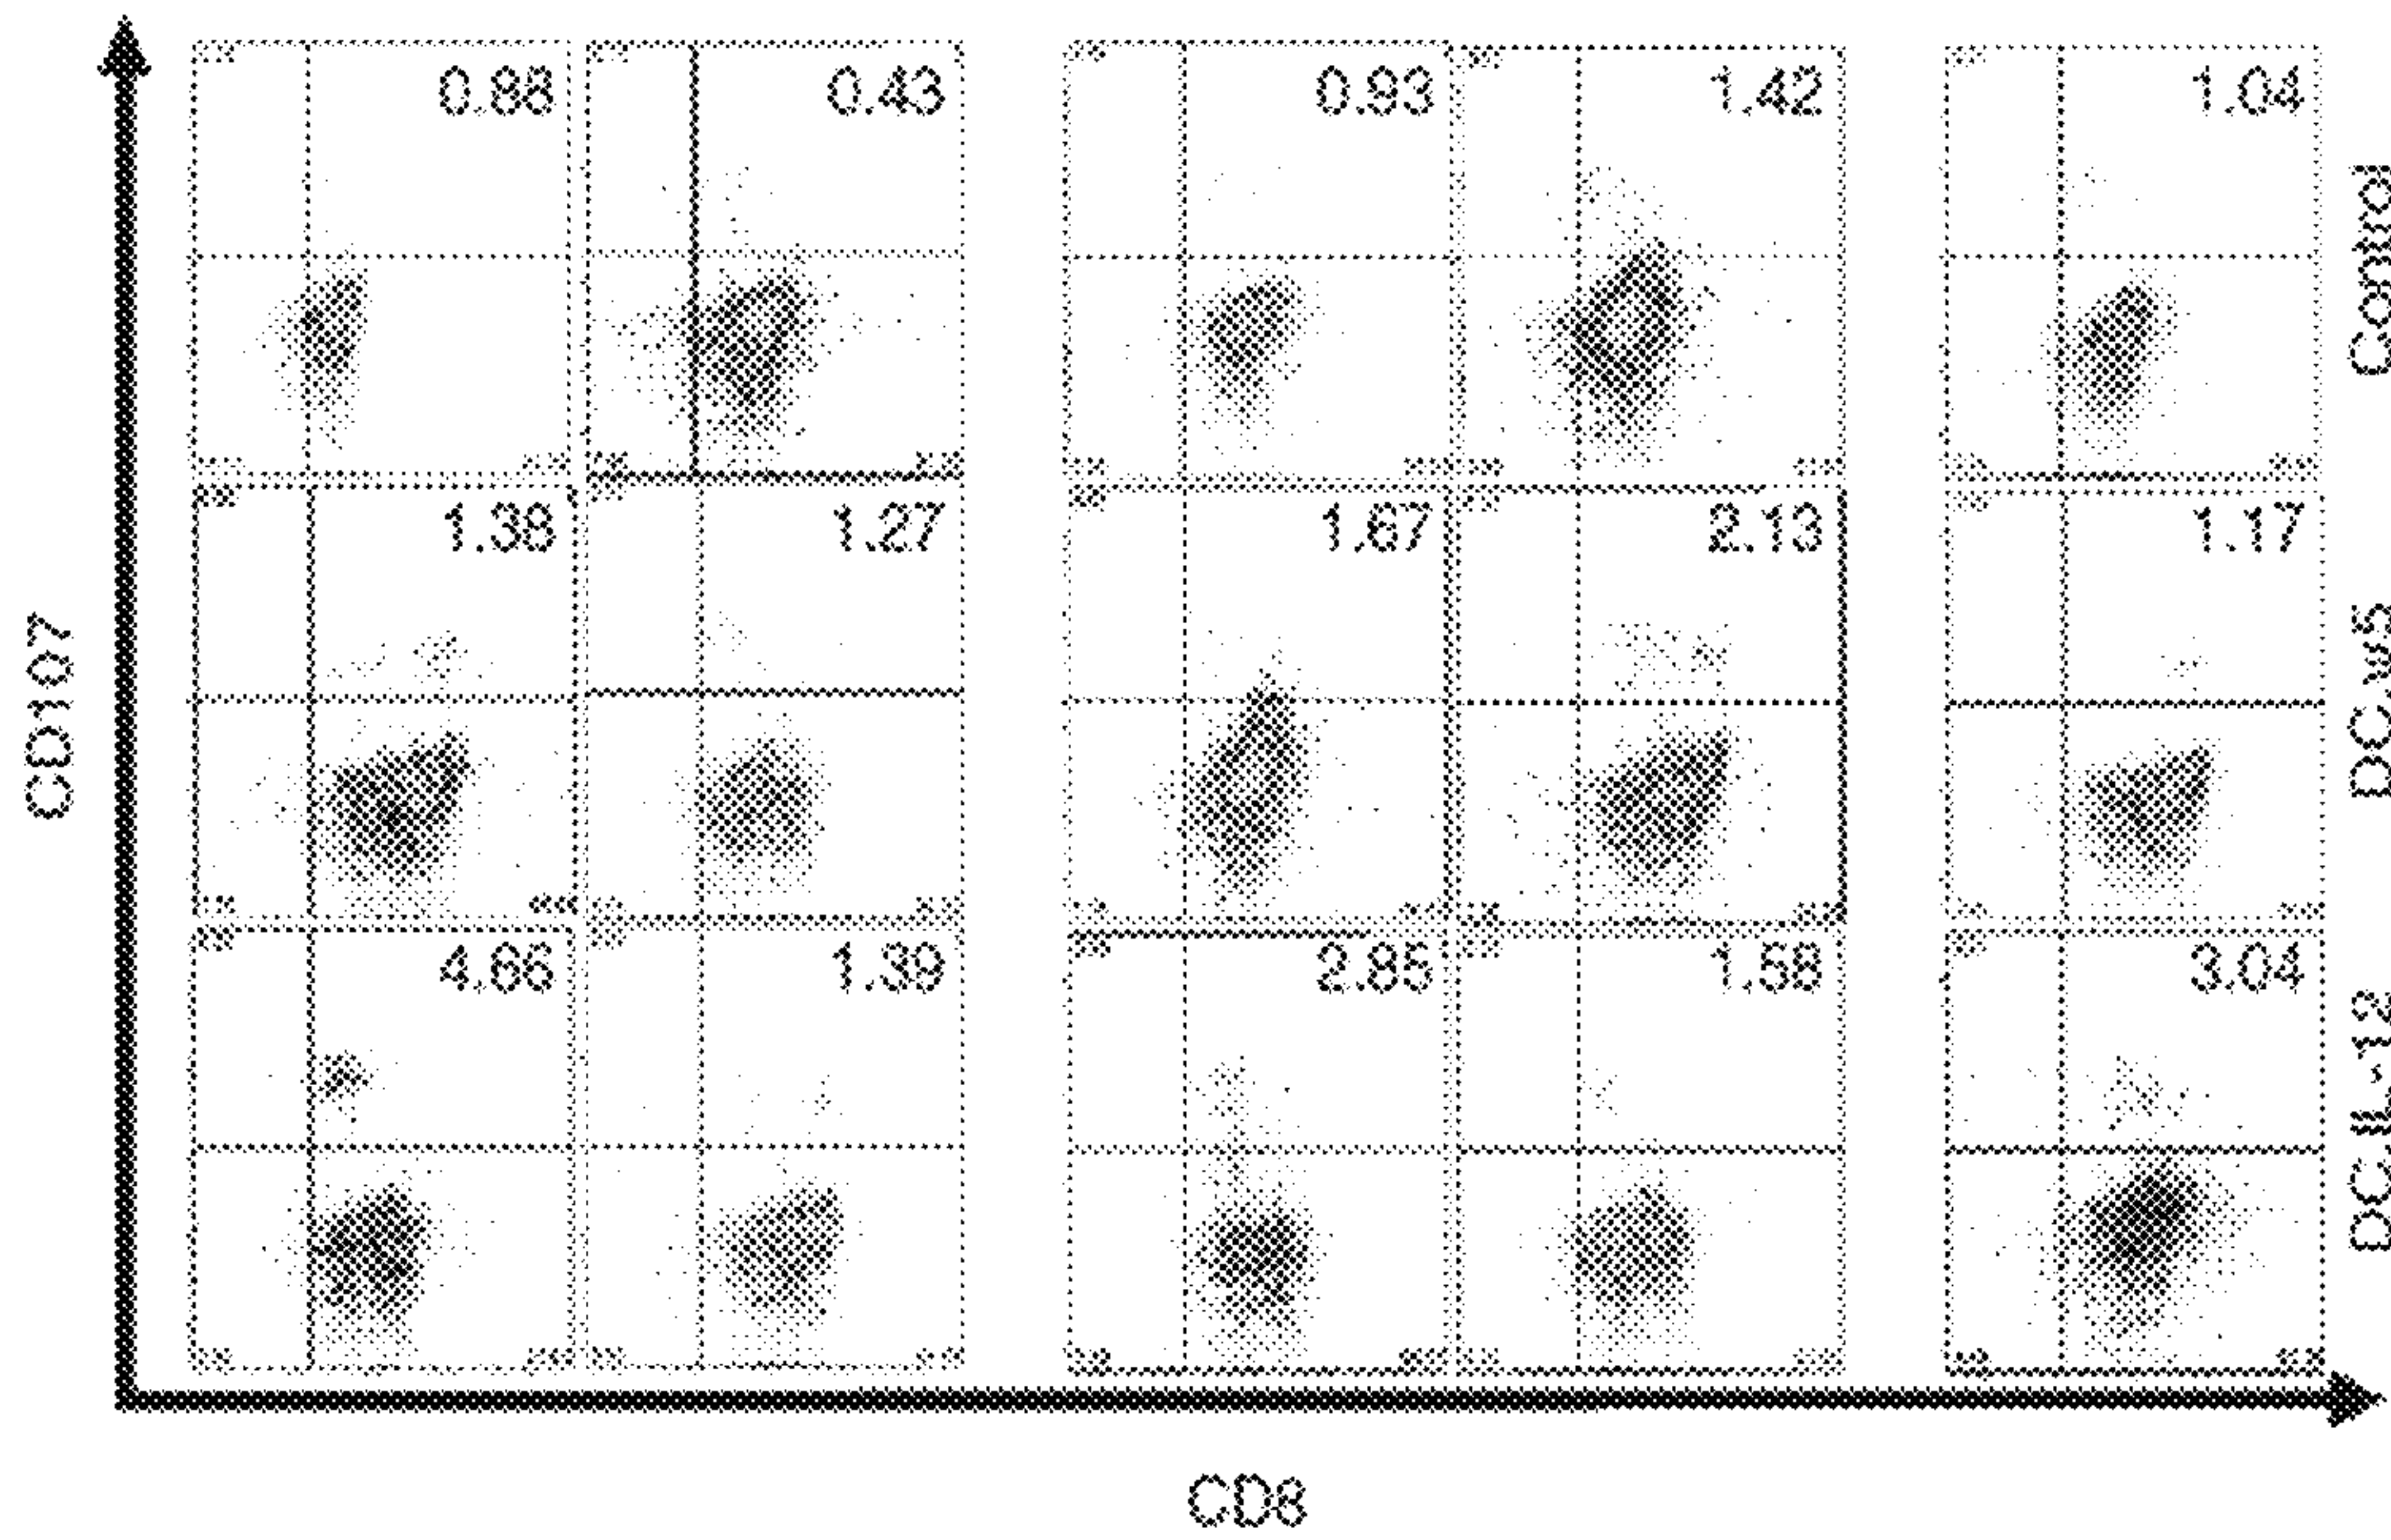 0.88 0.43 0.93 1.42 1.04
Control
1.38 1.27 1.67 2.13 1.17
DC.w5
4.66 1.39 2.85 1.58 3.04
DC.IL-12
CD107
CD8